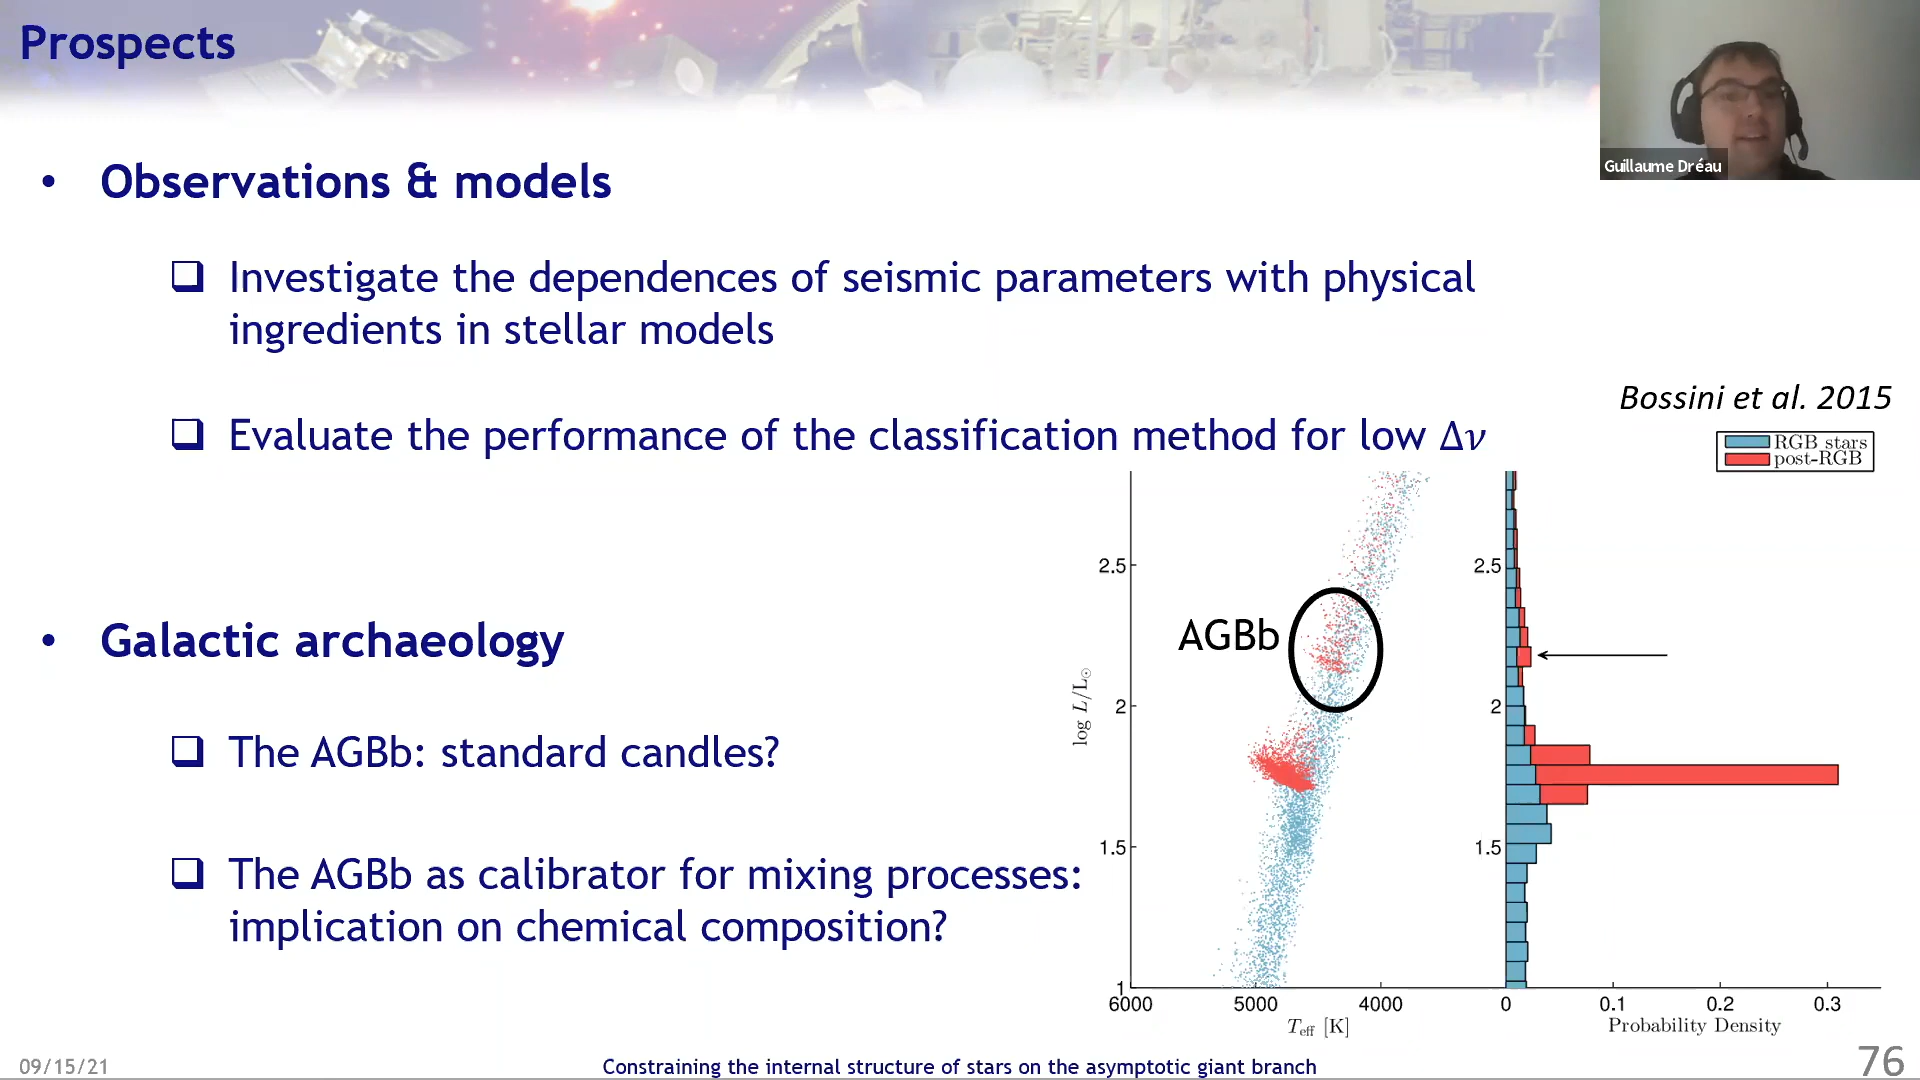 Prospects
Guillaume Dréau
• Observations & models
❑ Investigate the dependences of seismic parameters with physical
ingredients in stellar models
❑ Evaluate the performance of the classification method for low Δν
Bossini et al. 2015
RGB stars
post-RGB
• Galactic archaeology
❑ The AGBb: standard candles?
❑ The AGBb as calibrator for mixing processes:
implication on chemical composition?
AGBb
log L/L☉
2.5
2
1.5
1
6000 5000 4000
Teff [K]
2.5
2
1.5
0 0.1 0.2 0.3
Probability Density
09/15/21
Constraining the internal structure of stars on the asymptotic giant branch
76